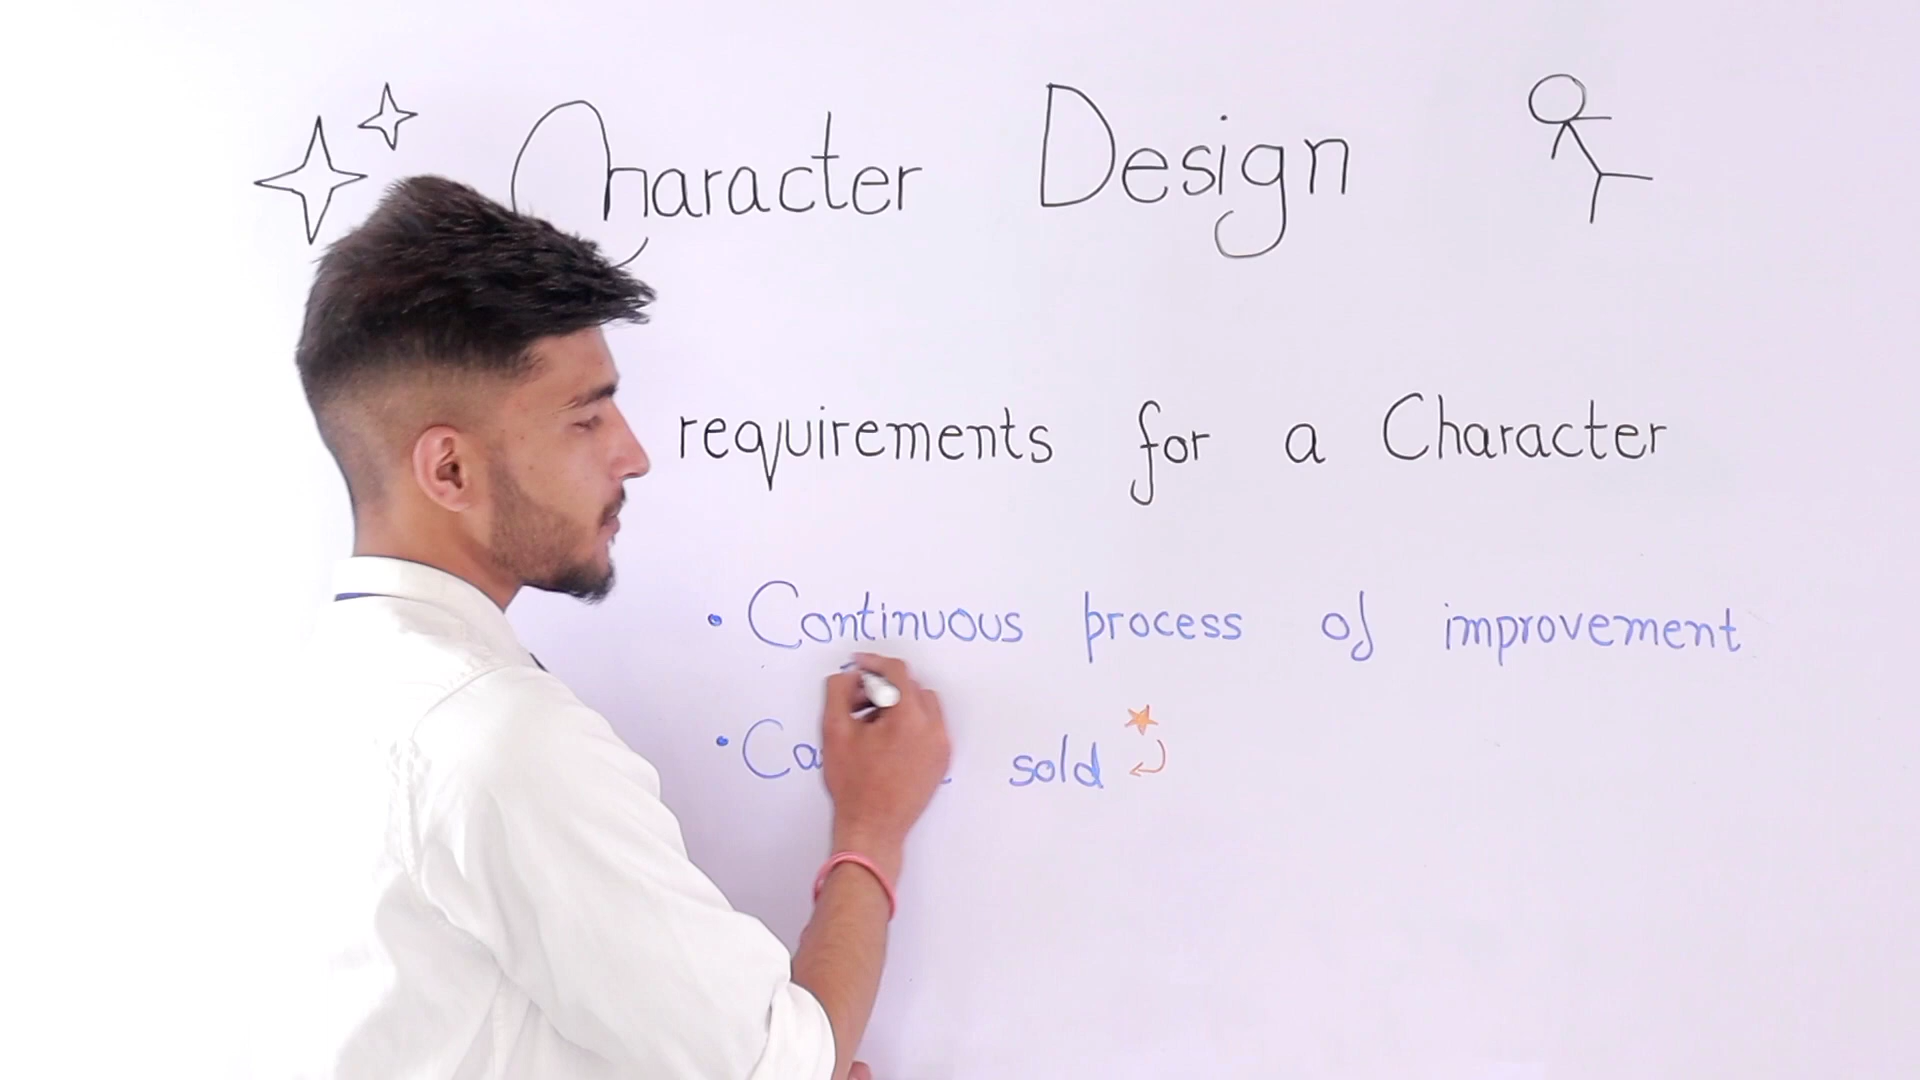 Character Design
requirements for a Character
• Continuous process of improvement
• sold